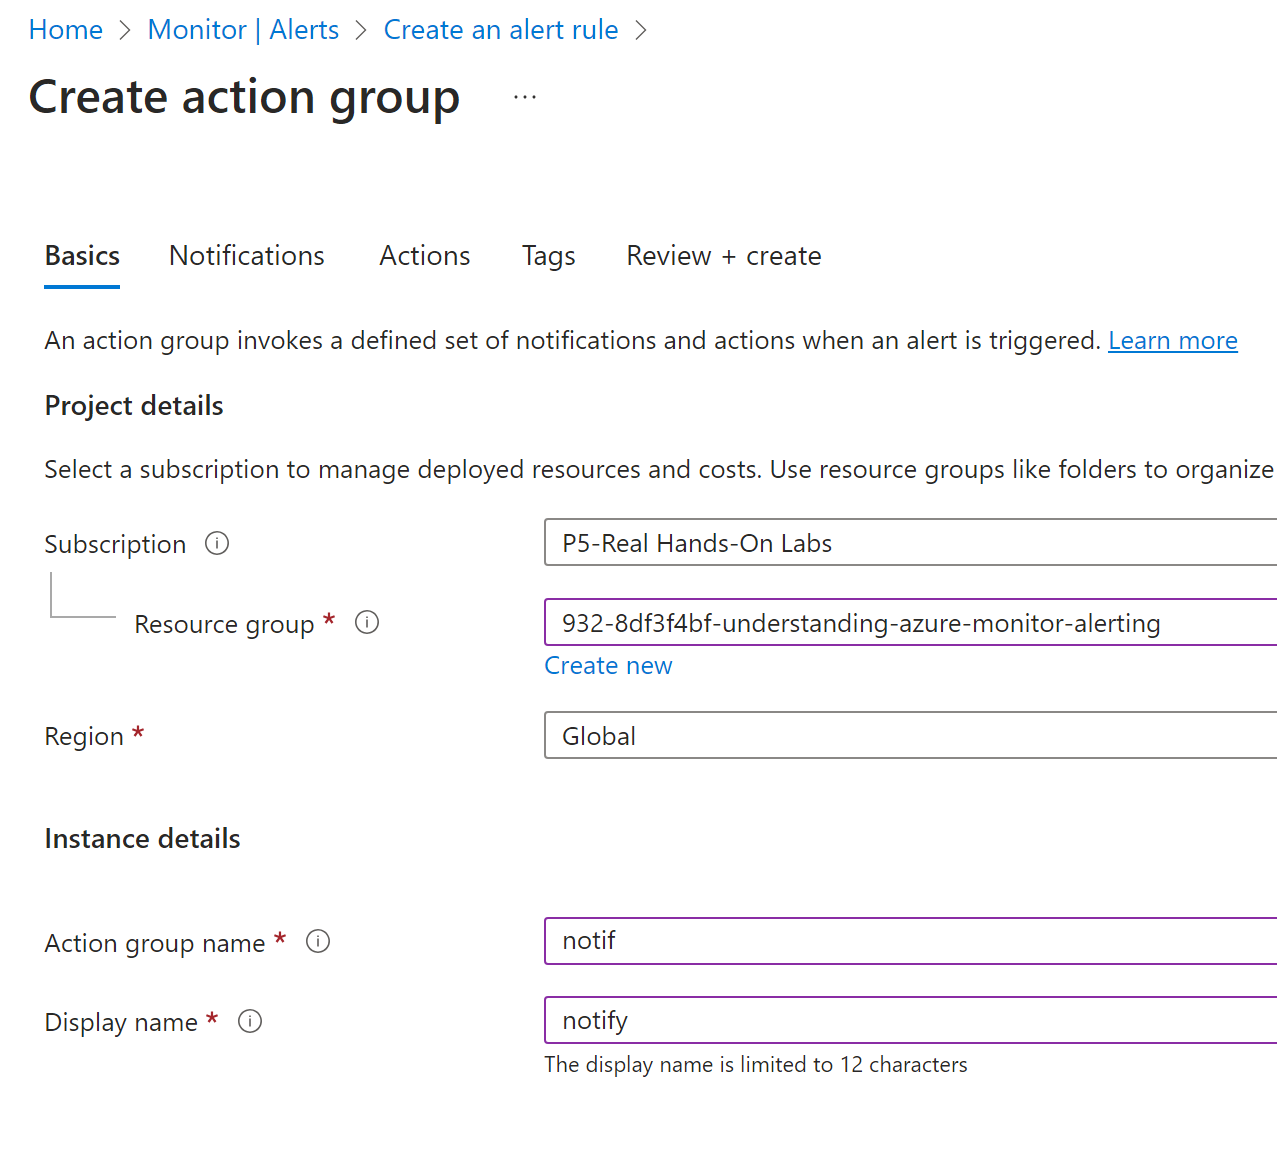 Home > Monitor | Alerts > Create an alert rule >
Create action group ...
Basics Notifications Actions Tags Review + create
An action group invokes a defined set of notifications and actions when an alert is triggered. Learn more
Project details
Select a subscription to manage deployed resources and costs. Use resource groups like folders to organize
Subscription P5-Real Hands-On Labs
Resource group * 932-8df3f4bf-understanding-azure-monitor-alerting
Create new
Region * Global
Instance details
Action group name * notif
Display name * notify
The display name is limited to 12 characters